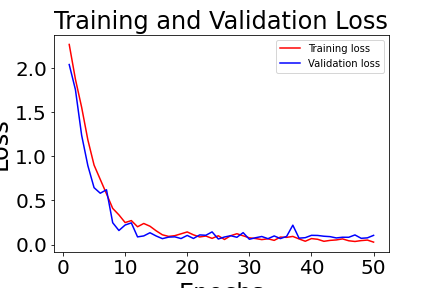 Training and Validation Loss
Training loss
Validation loss
Loss
2.0
1.5
1.0
0.5
0.0
0 10 20 30 40 50
Epochs